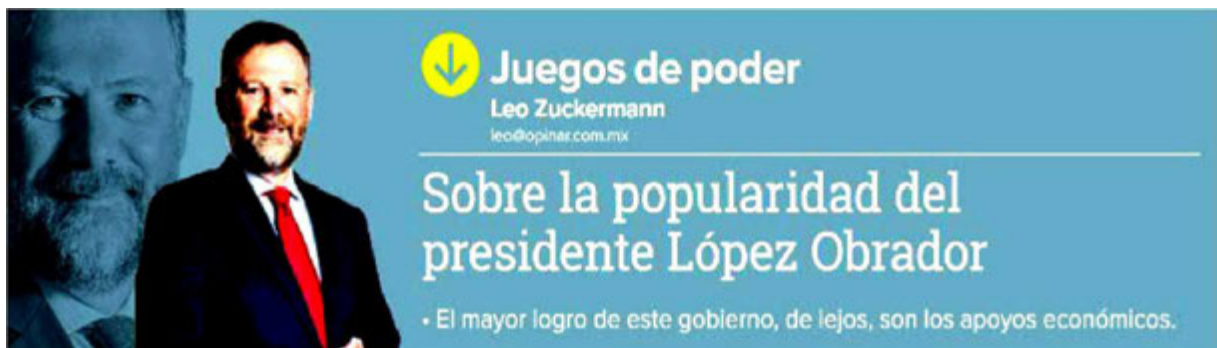 Juegos de poder
Leo Zuckermann
leo@opinar.com.mx
Sobre la popularidad del
presidente López Obrador
• El mayor logro de este gobierno, de lejos, son los apoyos económicos.